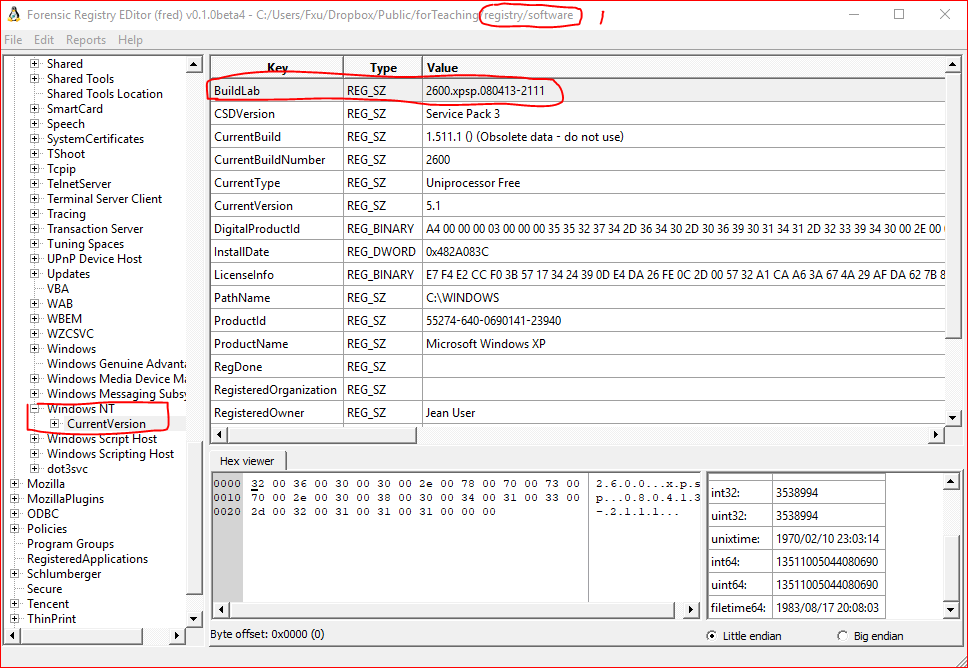 Forensic Registry EDitor (fred) v0.1.0beta4 - C:/Users/Fxu/Dropbox/Public/forTeaching/registry/software 1
File Edit Reports Help
Shared
Shared Tools
Shared Tools Location
SmartCard
Speech
SystemCertificates
TShoot
Tcpip
TelnetServer
Terminal Server Client
Tracing
Transaction Server
Tuning Spaces
UPnP Device Host
Updates
VBA
WAB
WBEM
WZCSVC
Windows
Windows Genuine Advanta
Windows Media Device Ma
Windows Messaging Subsy
Windows NT
CurrentVersion
Windows Script Host
Windows Scripting Host
dot3svc
Mozilla
MozillaPlugins
ODBC
Policies
Program Groups
RegisteredApplications
Schlumberger
Secure
Tencent
ThinPrint
Key Type Value
BuildLab REG_SZ 2600.xpsp.080413-2111
CSDVersion REG_SZ Service Pack 3
CurrentBuild REG_SZ 1.511.1 () (Obsolete data - do not use)
CurrentBuildNumber REG_SZ 2600
CurrentType REG_SZ Uniprocessor Free
CurrentVersion REG_SZ 5.1
DigitalProductId REG_BINARY A4 00 00 00 03 00 00 00 35 35 32 37 34 2D 36 34 30 2D 30 36 39 30 31 34 31 2D 32 33 39 34 30 00 2E 00
InstallDate REG_DWORD 0x482A083C
LicenseInfo REG_BINARY E7 F4 E2 CC F0 3B 57 17 34 24 39 0D E4 DA 26 FE 0C 2D 00 57 32 A1 CA A6 3A 67 4A 29 AF DA 62 7B 8
PathName REG_SZ C:\WINDOWS
ProductId REG_SZ 55274-640-0690141-23940
ProductName REG_SZ Microsoft Windows XP
RegDone REG_SZ
RegisteredOrganization REG_SZ
RegisteredOwner REG_SZ Jean User
Hex viewer
0000 32 00 36 00 30 00 30 00 2e 00 78 00 70 00 73 00 2.6.0.0...x.p.s
0010 70 00 2e 00 30 00 38 00 30 00 34 00 31 00 33 00 p...0.8.0.4.1.3
0020 2d 00 32 00 31 00 31 00 31 00 00 00 -.2.1.1.1...
int32: 3538994
uint32: 3538994
unixtime: 1970/02/10 23:03:14
int64: 13511005044080690
uint64: 13511005044080690
filetime64: 1983/08/17 20:08:03
Byte offset: 0x0000 (0)
Little endian Big endian